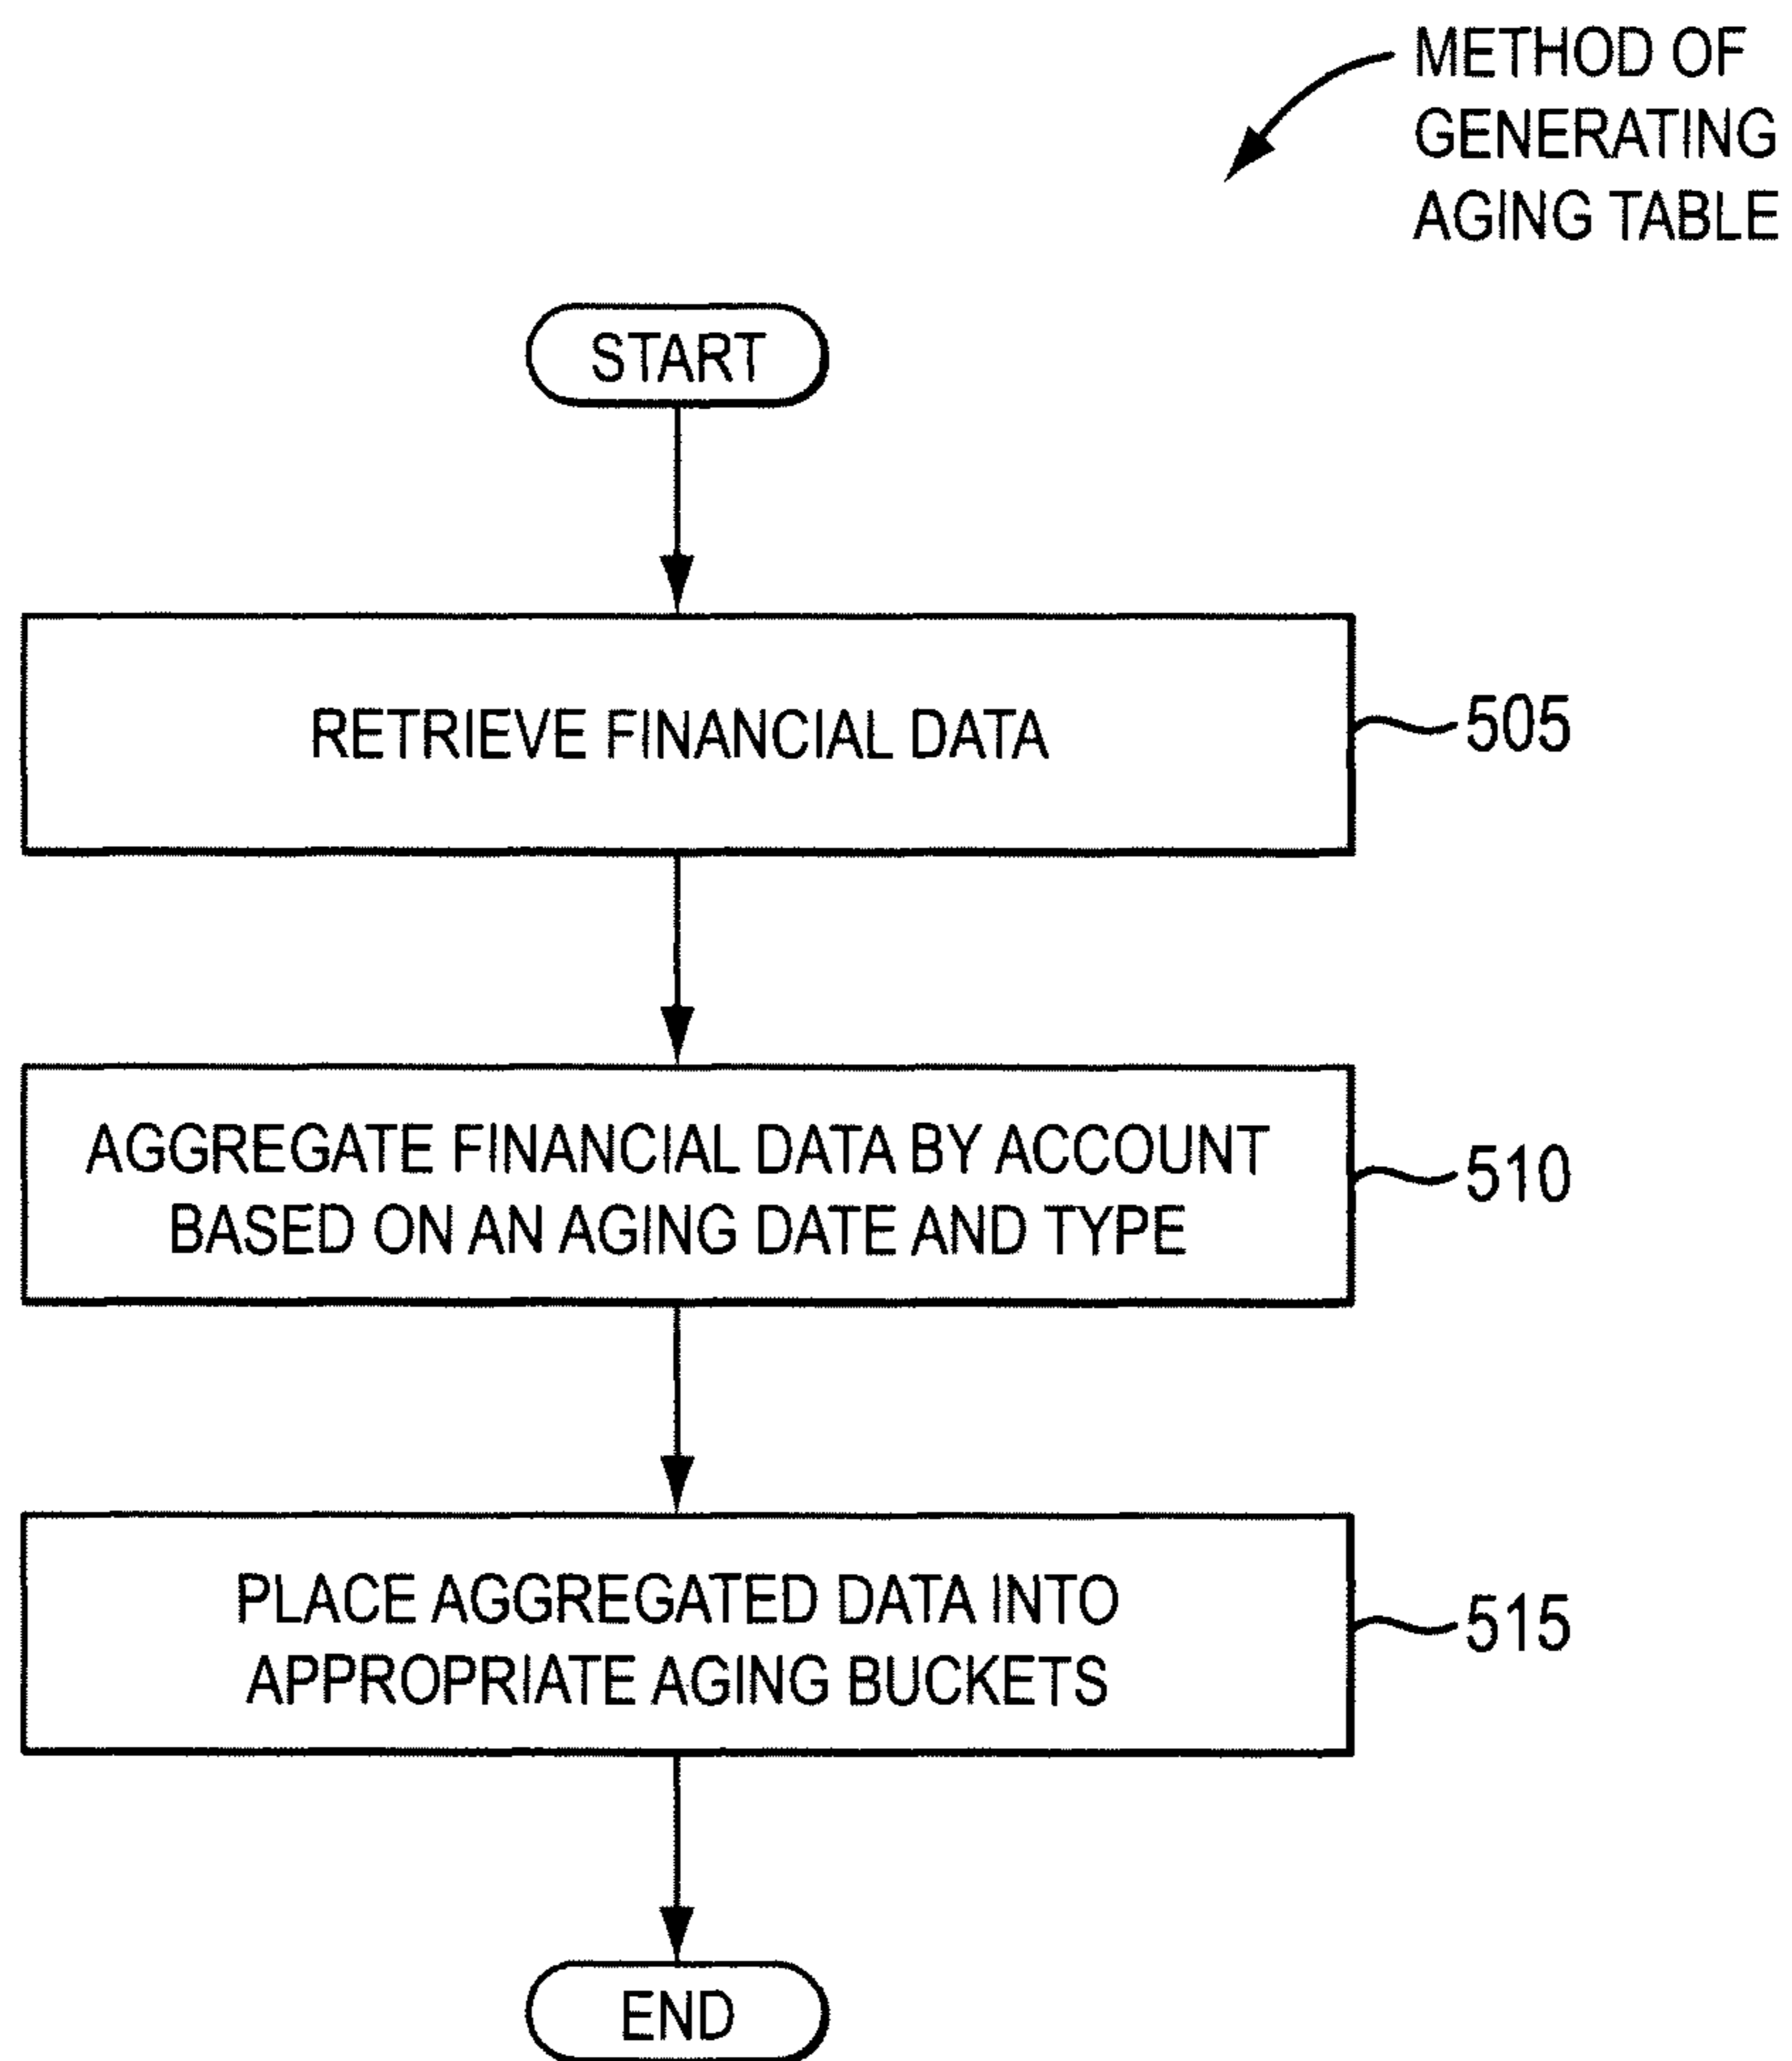 METHOD OF
GENERATING
AGING TABLE
START
RETRIEVE FINANCIAL DATA
505
AGGREGATE FINANCIAL DATA BY ACCOUNT
BASED ON AN AGING DATE AND TYPE
510
PLACE AGGREGATED DATA INTO
APPROPRIATE AGING BUCKETS
515
END